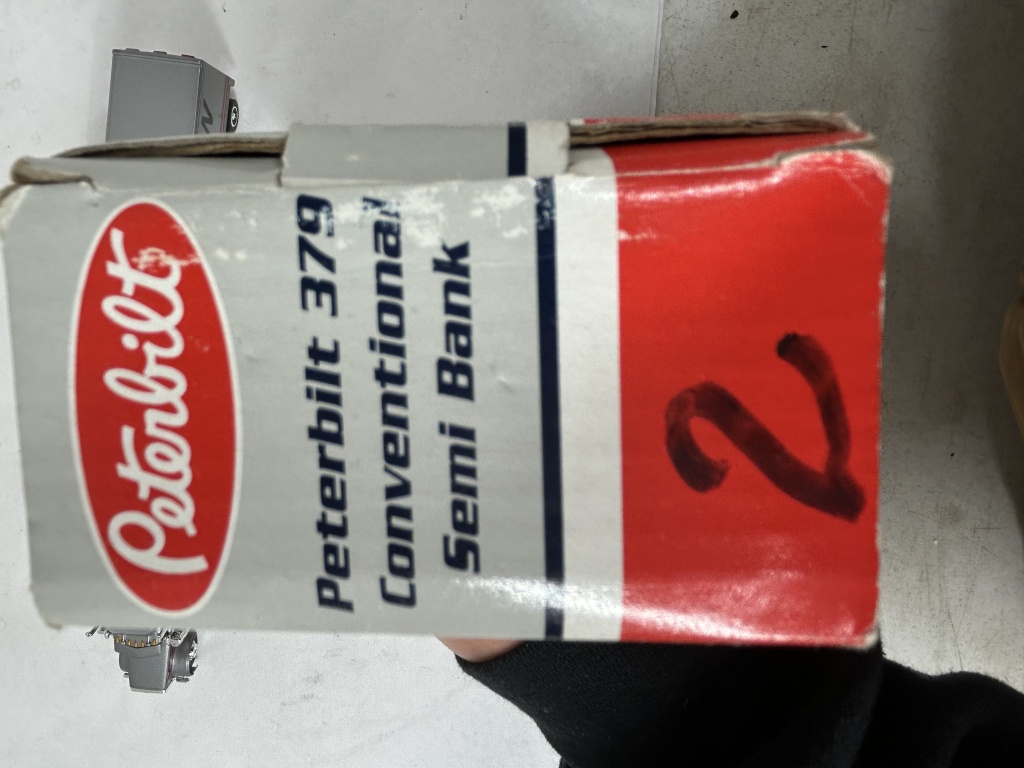 Peterbilt
Peterbilt 379
Conventional
Semi Bank
2